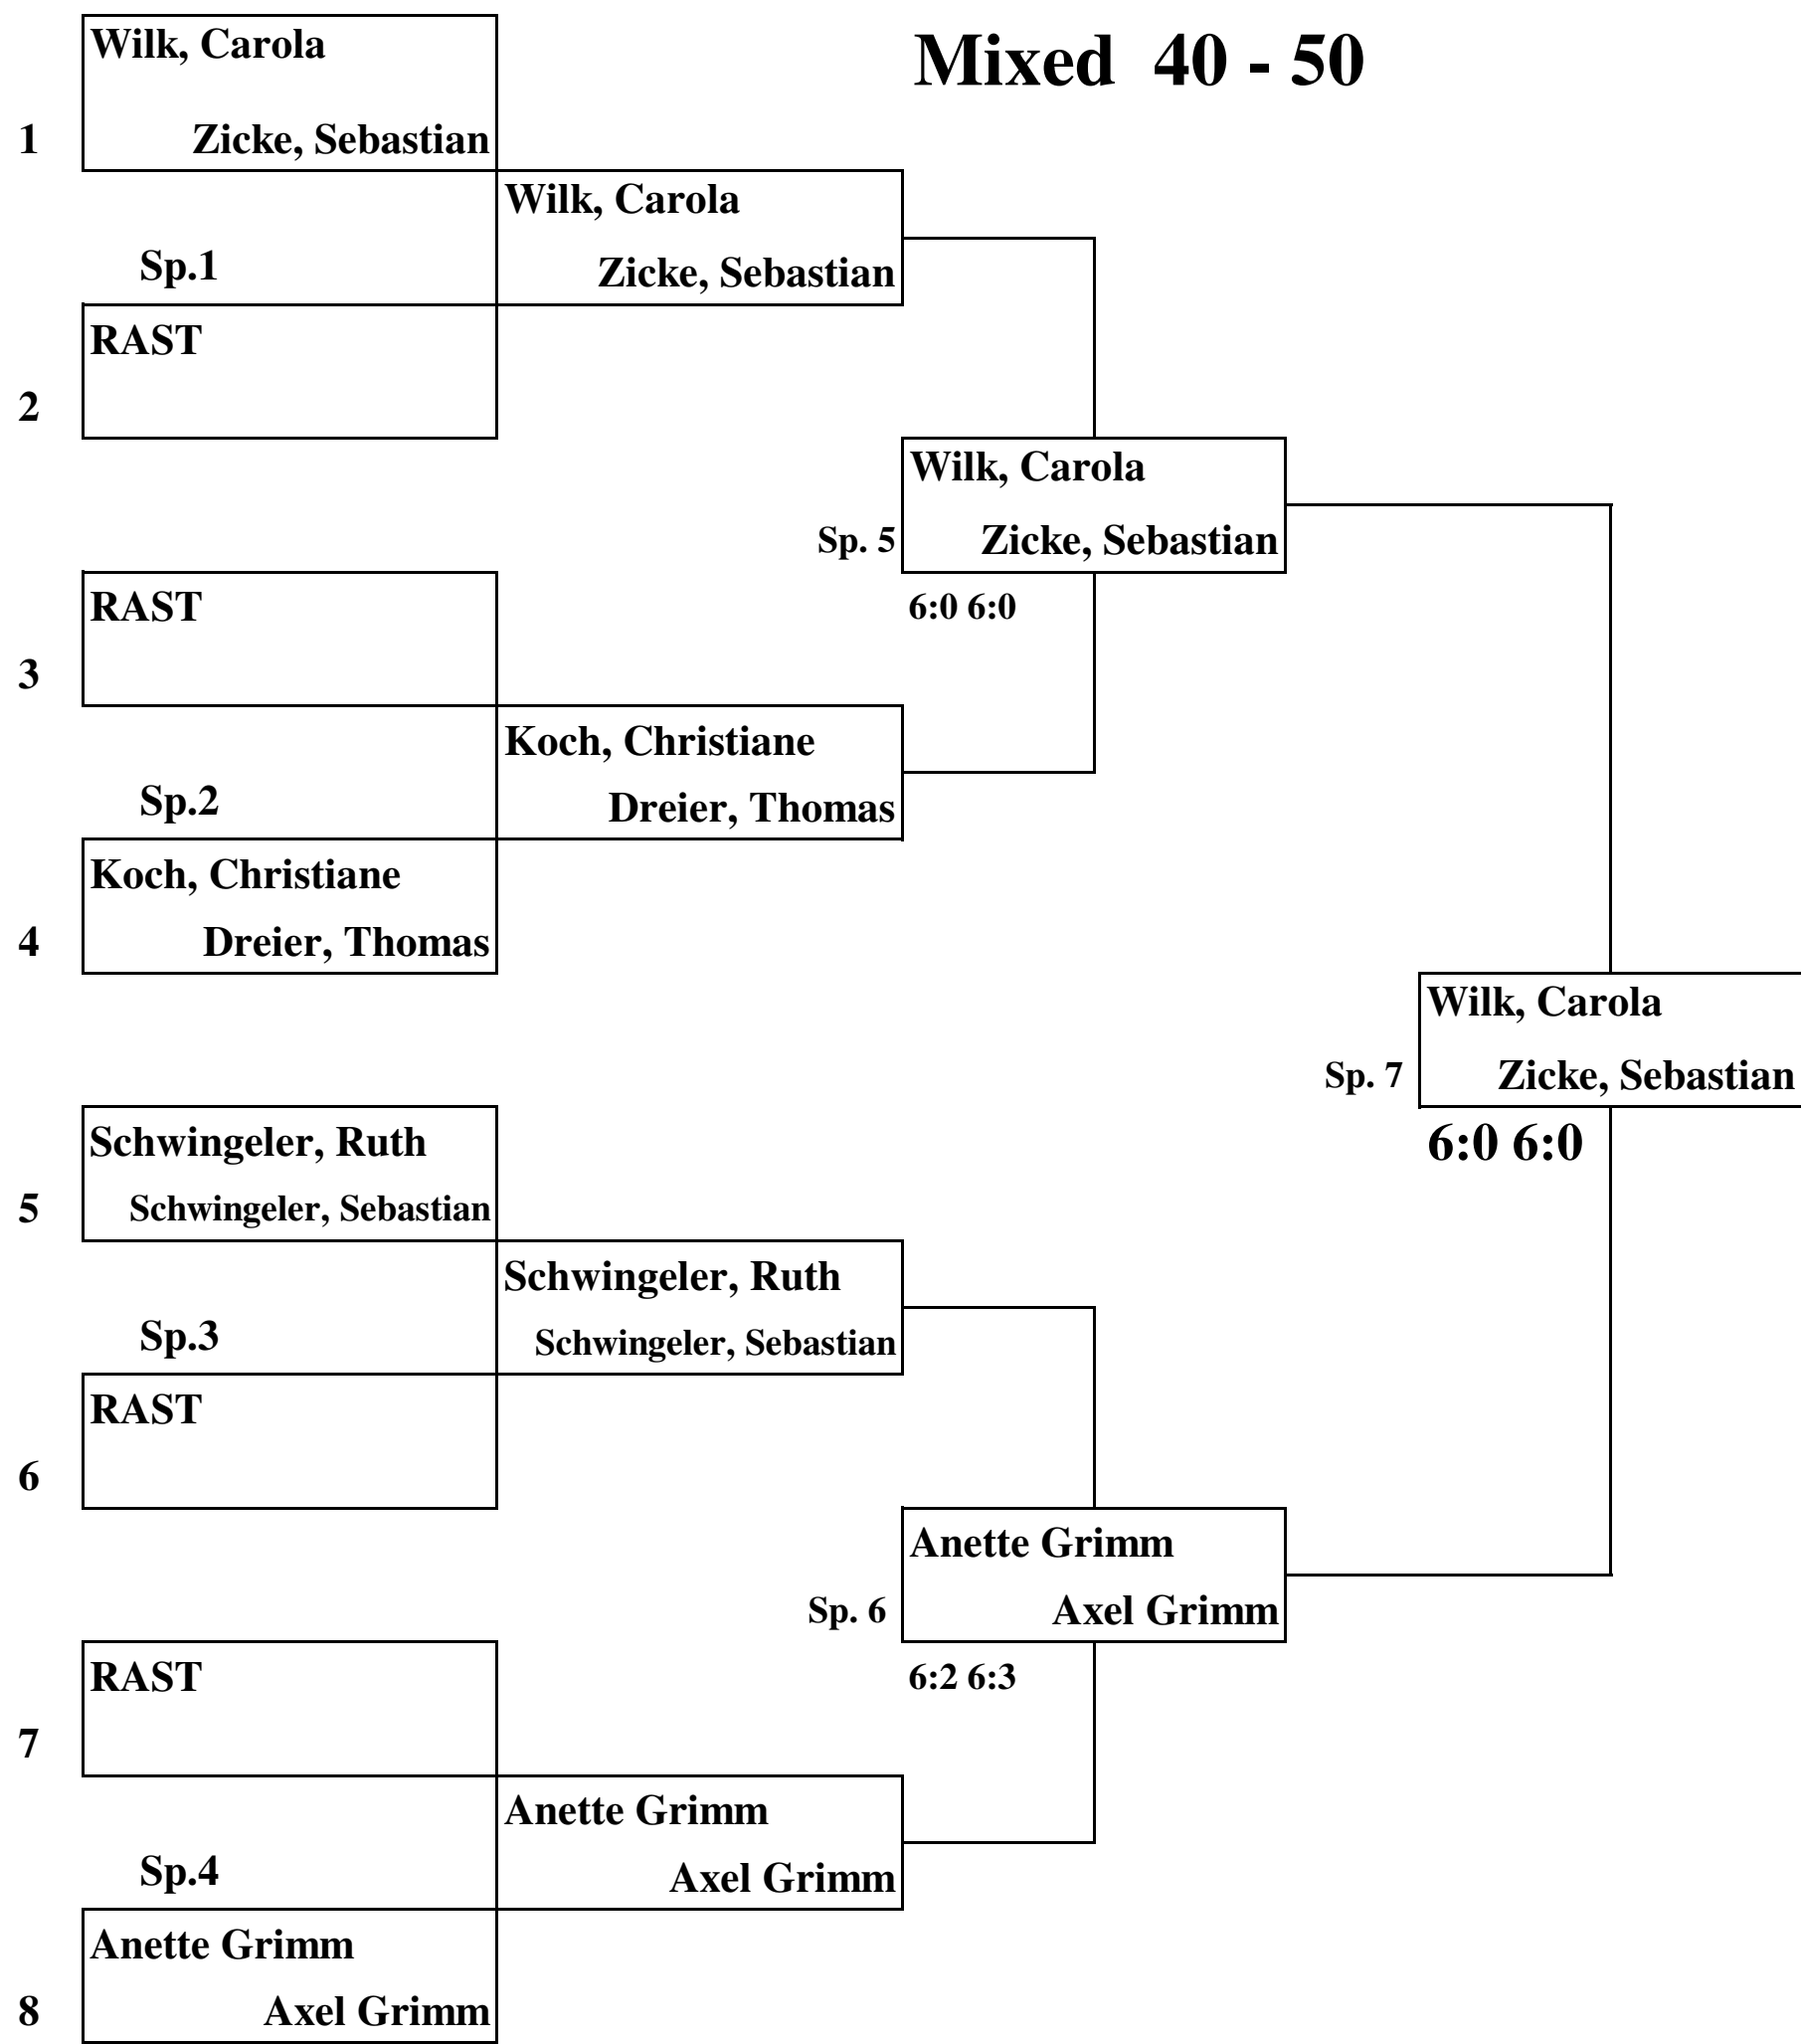 Mixed 40 - 50
Wilk, Carola
1 Zicke, Sebastian
Wilk, Carola
Sp.1
Zicke, Sebastian
RAST
2
Wilk, Carola
Sp. 5 Zicke, Sebastian
RAST
6:0 6:0
3
Koch, Christiane
Sp.2
Dreier, Thomas
Koch, Christiane
4 Dreier, Thomas
Wilk, Carola
Sp. 7 Zicke, Sebastian
Schwingeler, Ruth
6:0 6:0
5 Schwingeler, Sebastian
Schwingeler, Ruth
Sp.3
Schwingeler, Sebastian
RAST
6
Anette Grimm
Sp. 6 Axel Grimm
RAST
6:2 6:3
7
Anette Grimm
Sp.4
Axel Grimm
Anette Grimm
8 Axel Grimm